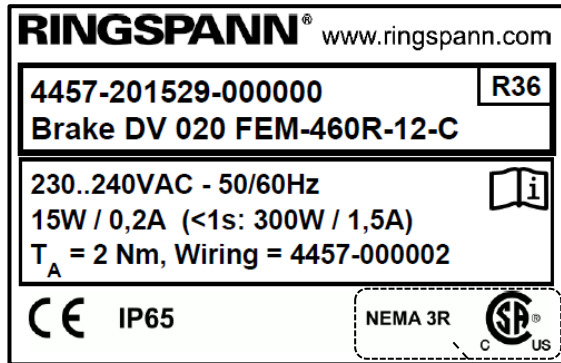 RINGSPANN® www.ringspann.com
4457-201529-000000 R36
Brake DV 020 FEM-460R-12-C
230..240VAC - 50/60Hz
15W / 0,2A (<1s: 300W / 1,5A)
TA = 2 Nm, Wiring = 4457-000002
CE IP65 NEMA 3R C SA ® US